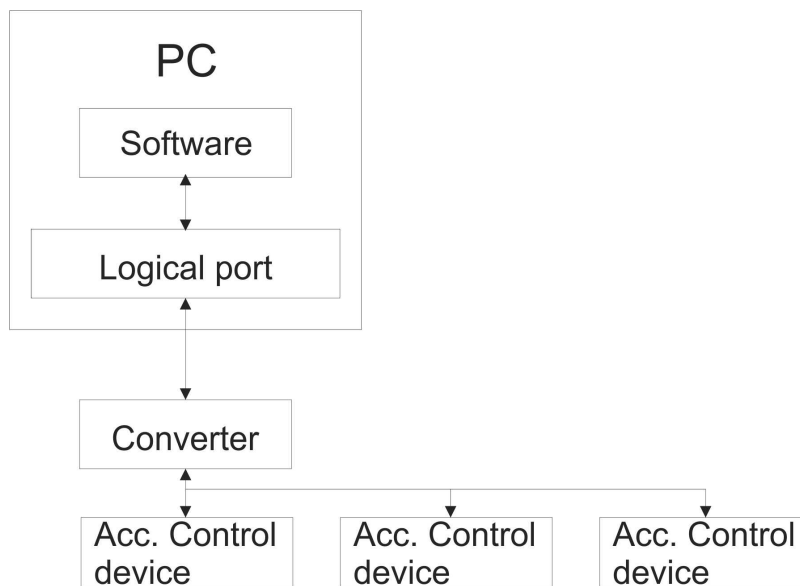 PC
Software
Logical port
Converter
Acc. Control
device
Acc. Control
device
Acc. Control
device